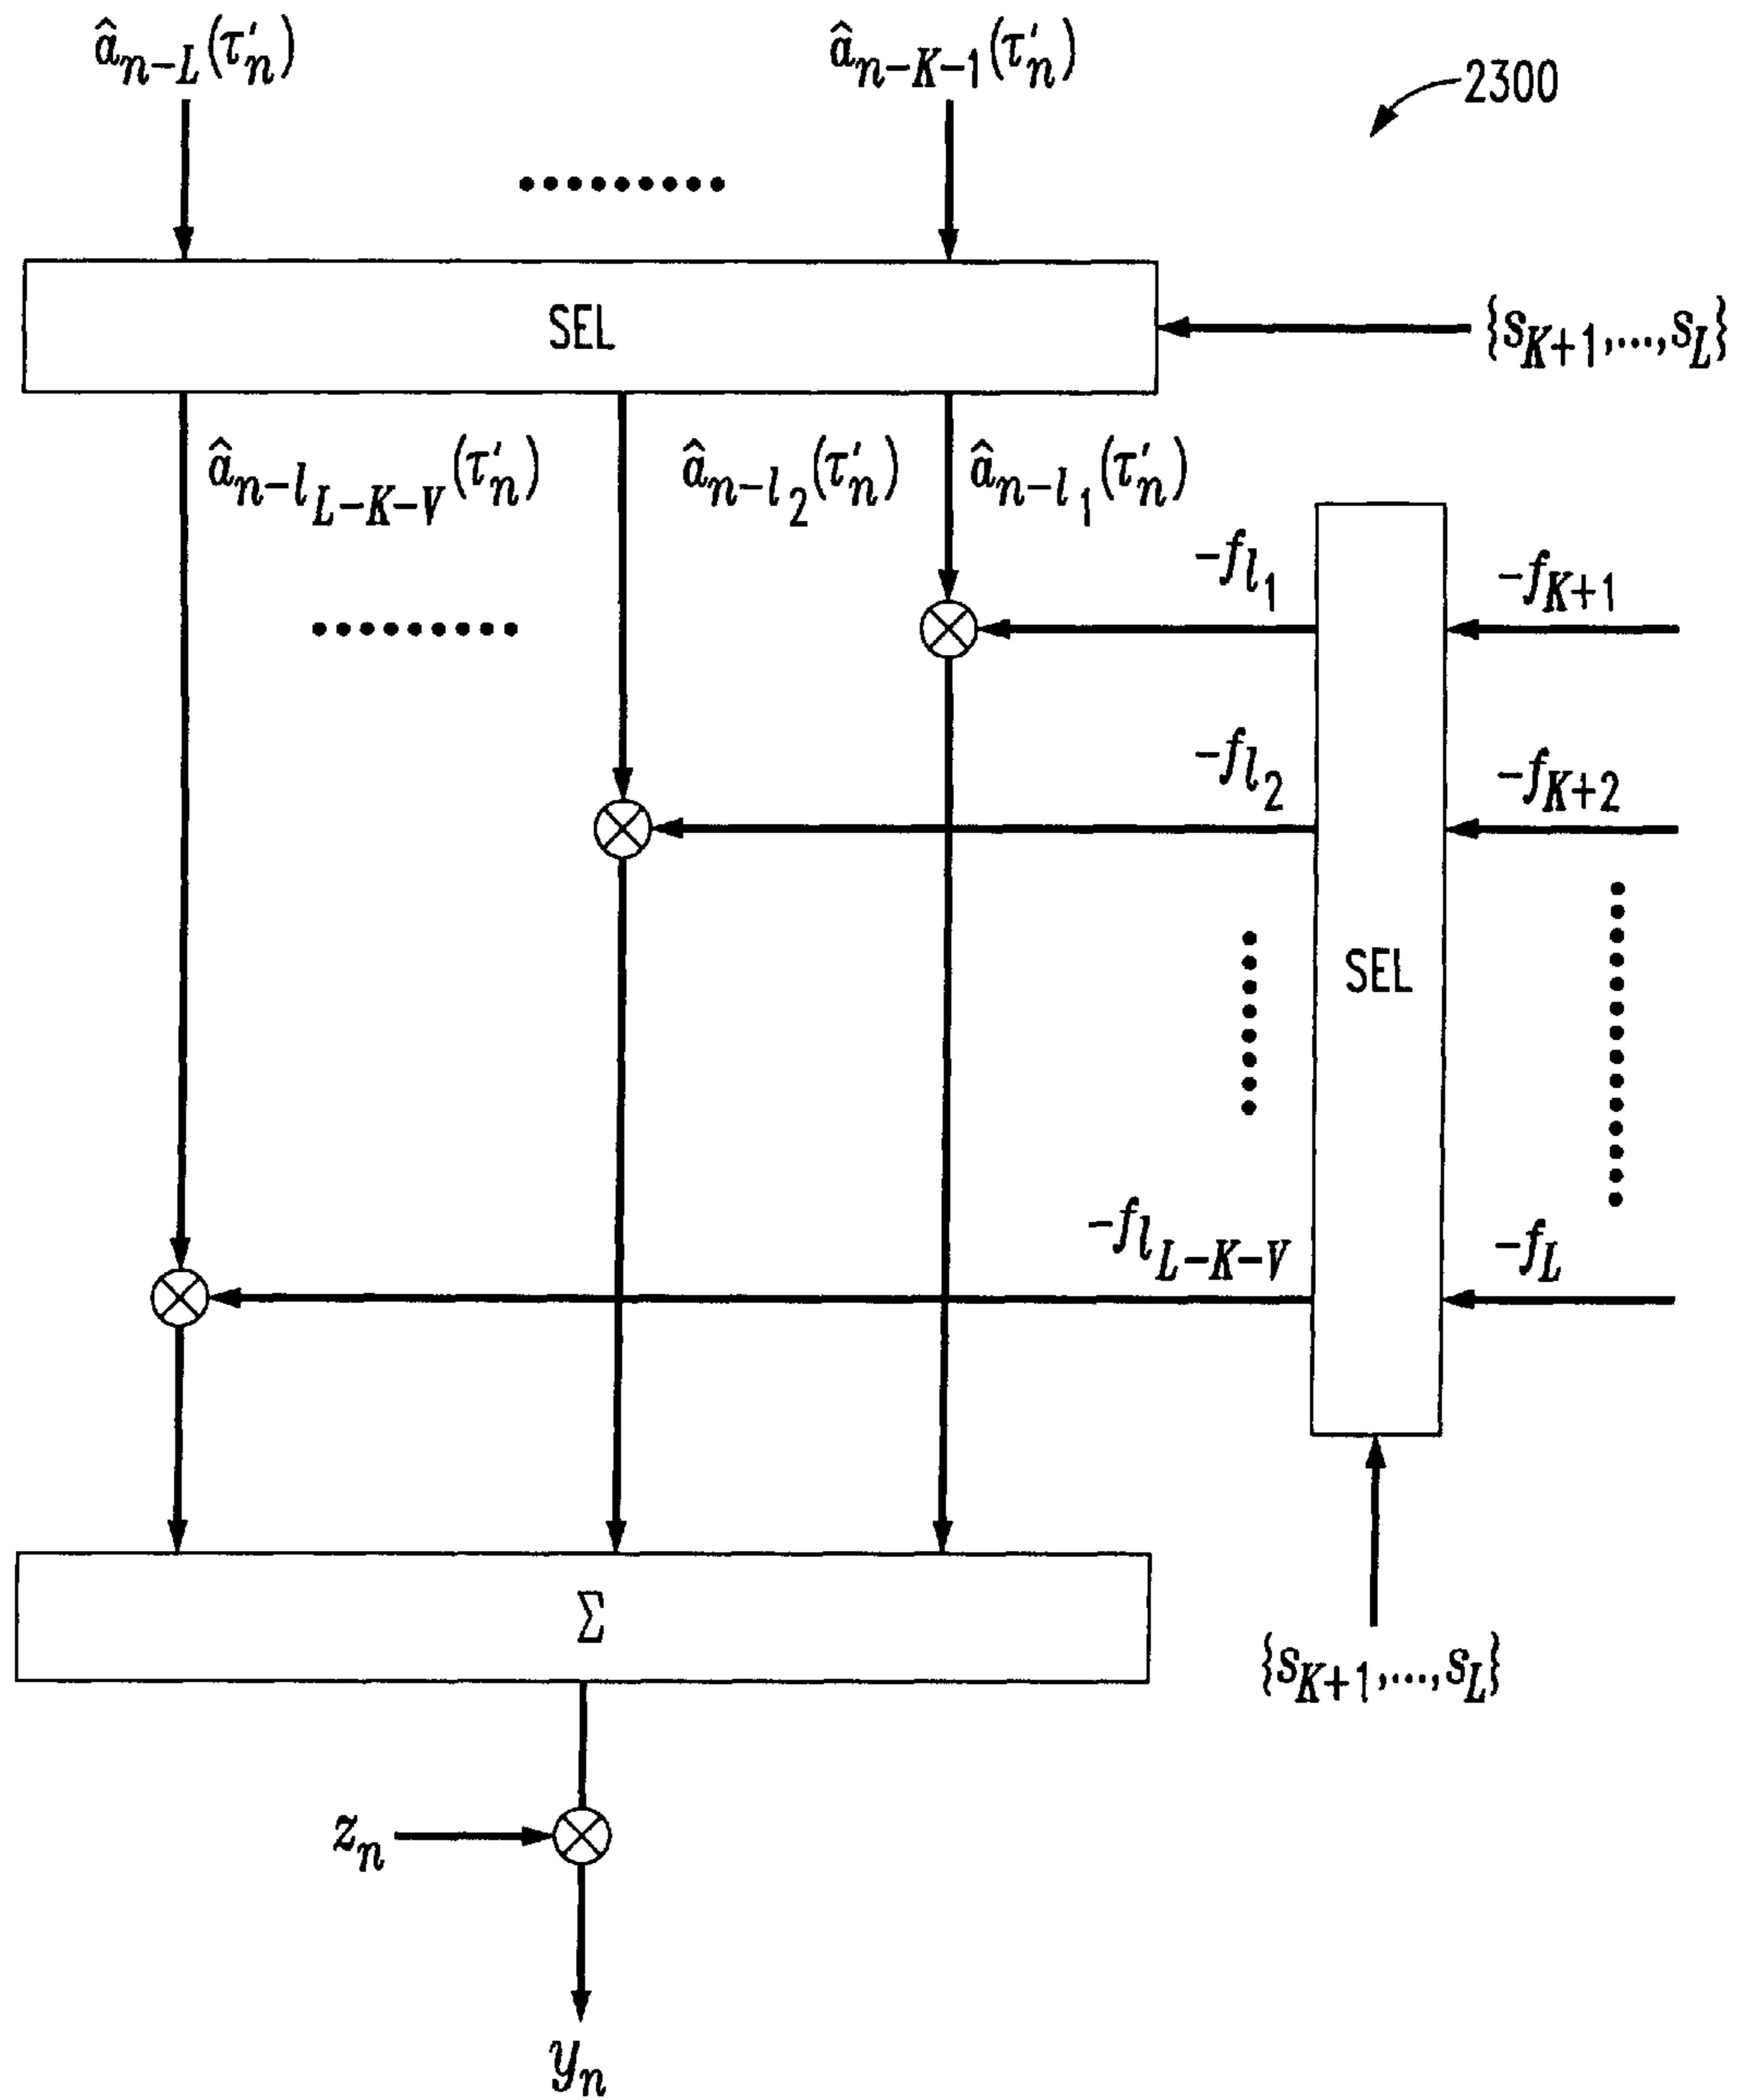 â_{n-L}(τ'_n)
â_{n-K-1}(τ'_n)
2300
SEL
{s_{K+1},...,s_L}
â_{n-l_{L-K-V}}(τ'_n)
â_{n-l_2}(τ'_n)
â_{n-l_1}(τ'_n)
-f_{l_1}
-f_{K+1}
-f_{l_2}
-f_{K+2}
SEL
-f_{l_{L-K-V}}
-f_L
Σ
{s_{K+1},...,s_L}
z_n
y_n